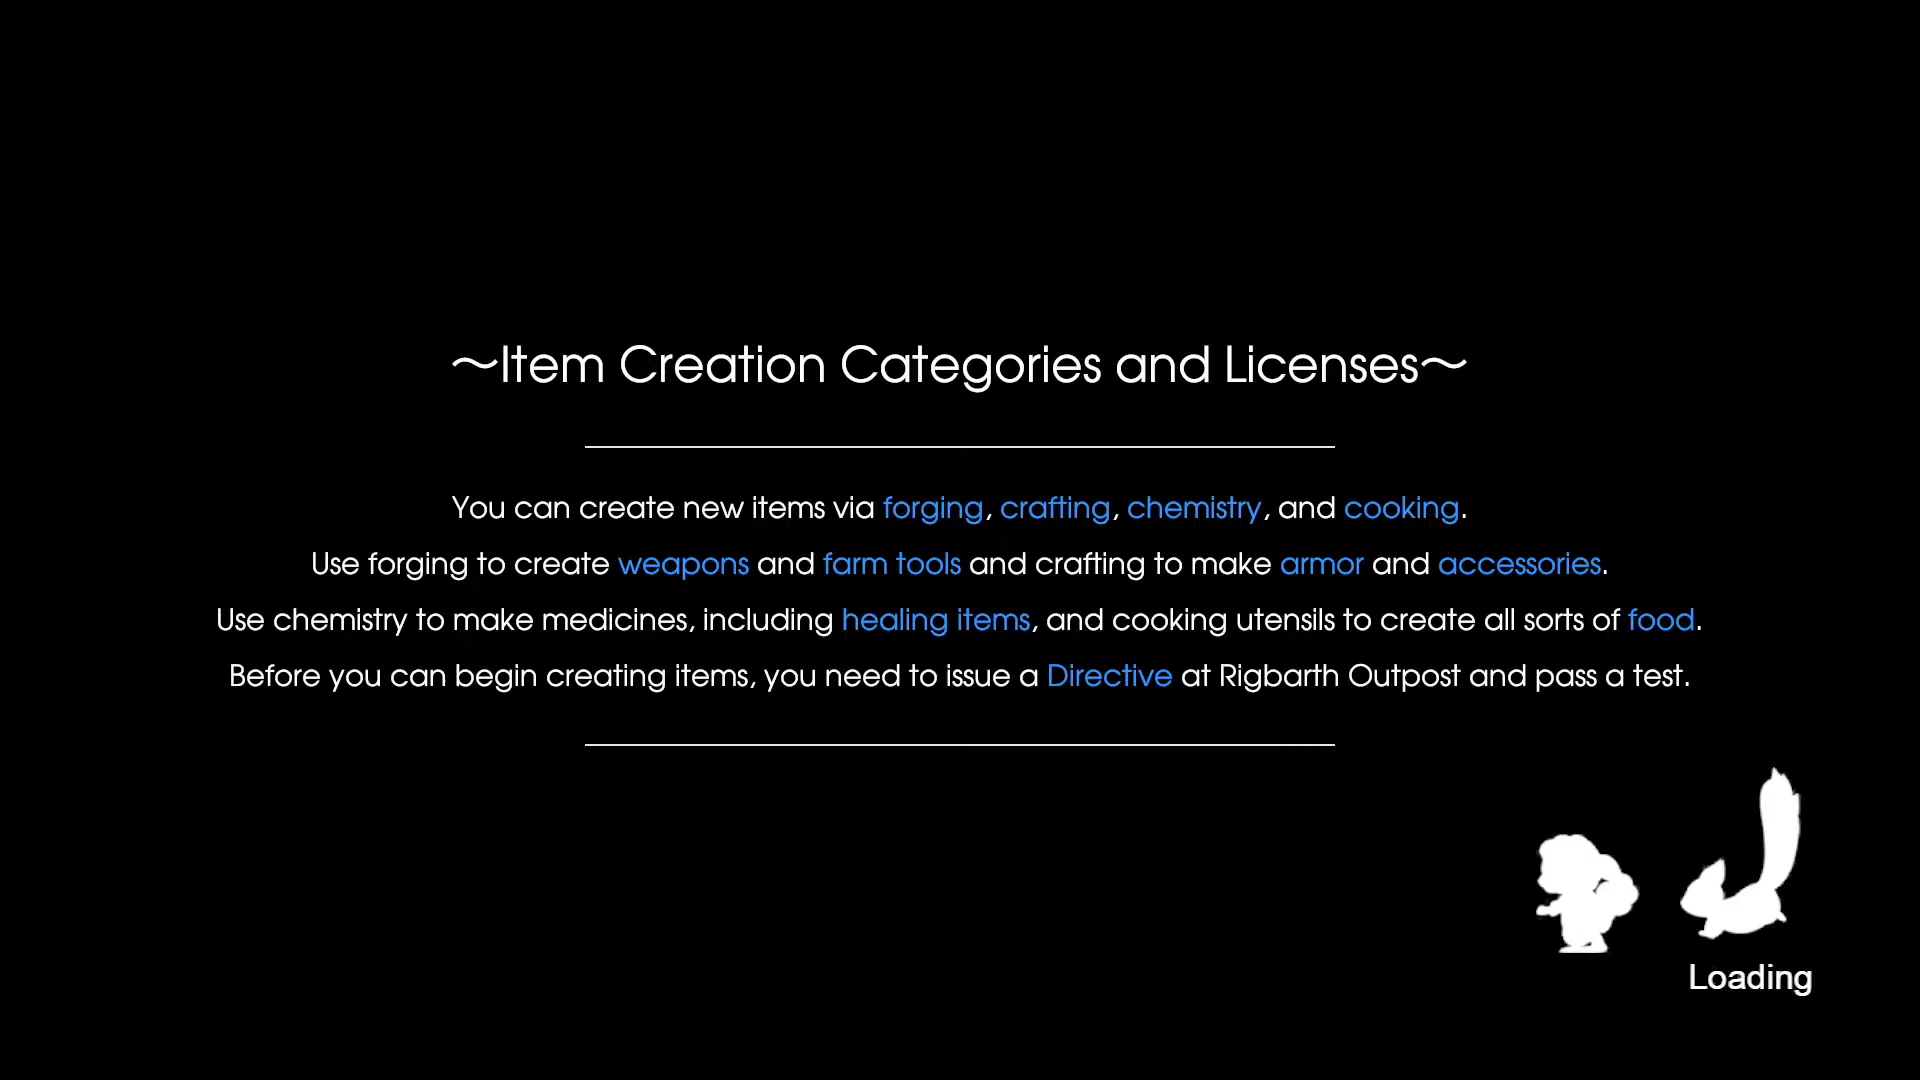 ～Item Creation Categories and Licenses～
You can create new items via forging, crafting, chemistry, and cooking.
Use forging to create weapons and farm tools and crafting to make armor and accessories.
Use chemistry to make medicines, including healing items, and cooking utensils to create all sorts of food.
Before you can begin creating items, you need to issue a Directive at Rigbarth Outpost and pass a test.
Loading